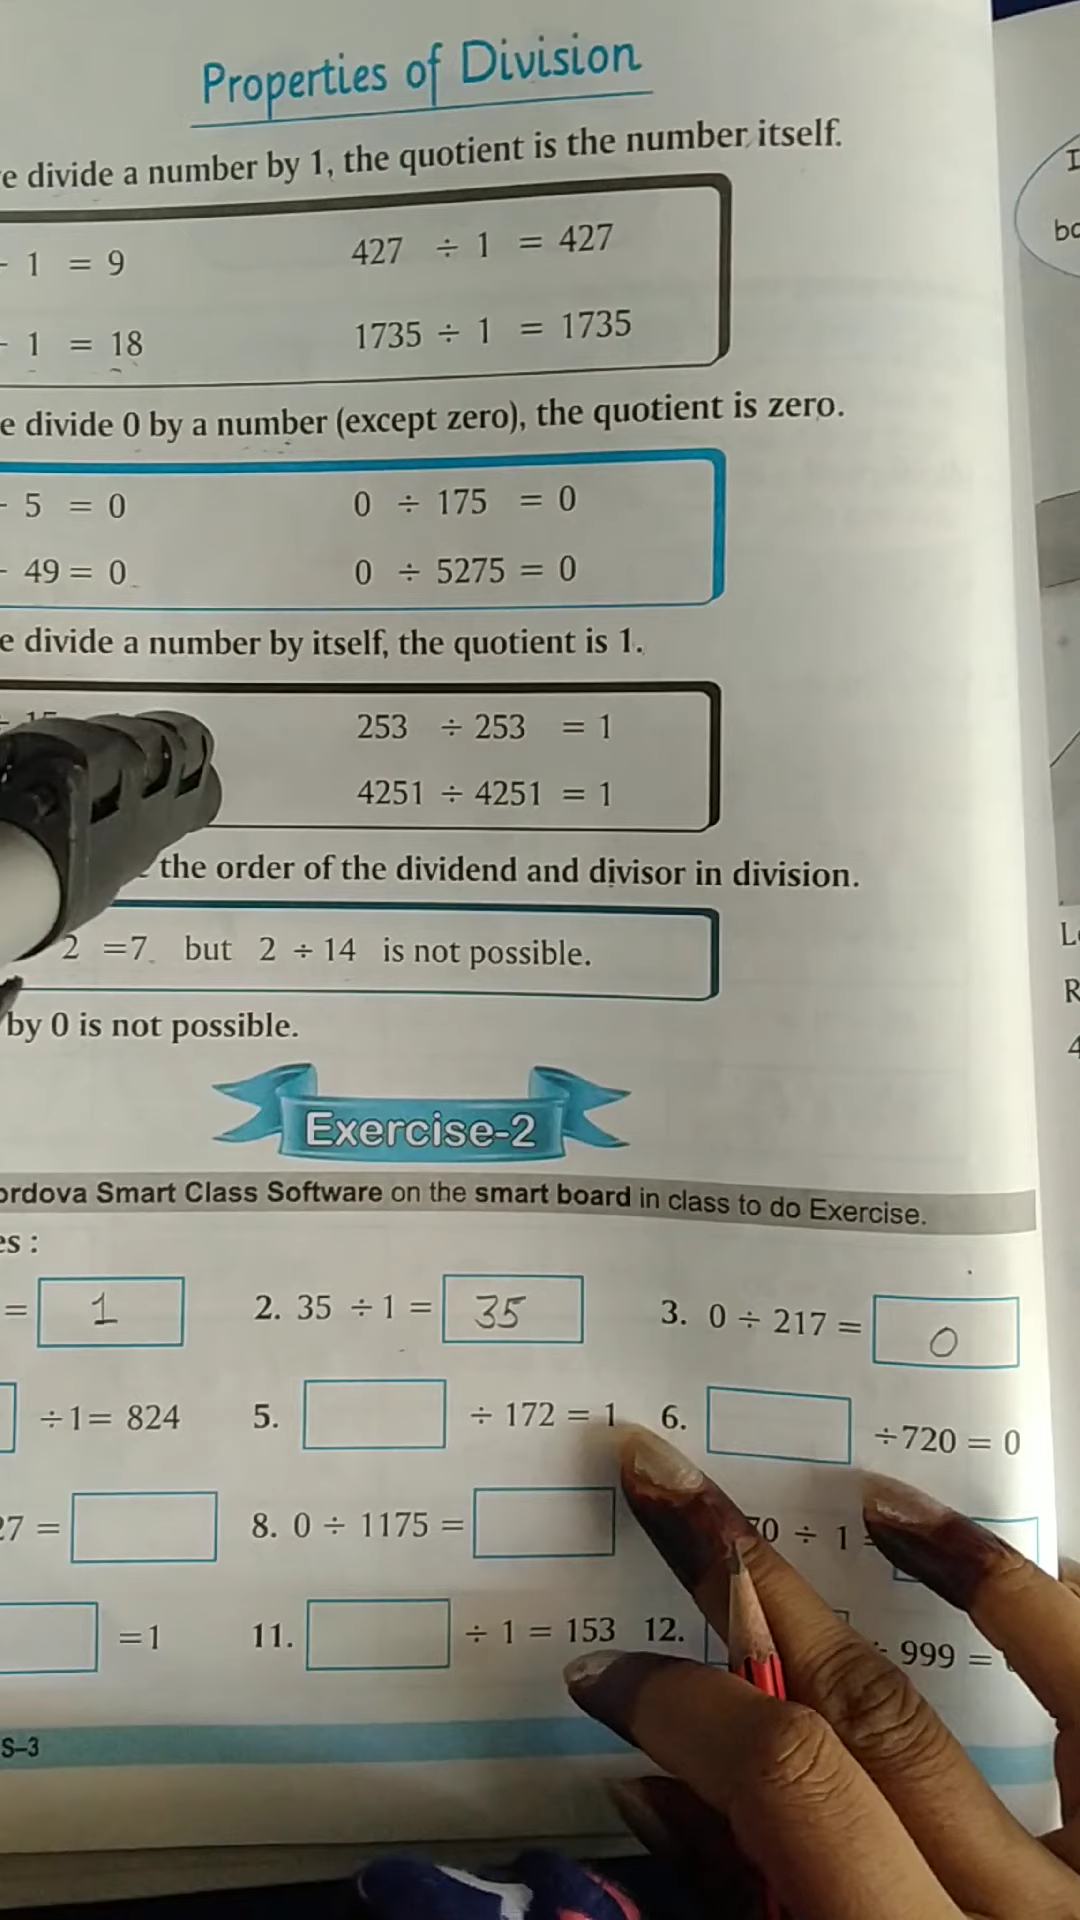 Properties of Division
e divide a number by 1, the quotient is the number itself.
1 = 9 427 ÷ 1 = 427
1 = 18 1735 ÷ 1 = 1735
e divide 0 by a number (except zero), the quotient is zero.
5 = 0 0 ÷ 175 = 0
49 = 0 0 ÷ 5275 = 0
e divide a number by itself, the quotient is 1.
253 ÷ 253 = 1
4251 ÷ 4251 = 1
the order of the dividend and divisor in division.
2 =7 but 2 ÷ 14 is not possible.
by 0 is not possible.
Exercise-2
ordova Smart Class Software on the smart board in class to do Exercise.
es :
= 1 2. 35 ÷ 1 = 35 3. 0 ÷ 217 = 0
÷ 1 = 824 5. ÷ 172 = 1 6. ÷ 720 = 0
27 = 8. 0 ÷ 1175 = 70 ÷ 1
= 1 11. ÷ 1 = 153 12. ÷ 999 =
S–3